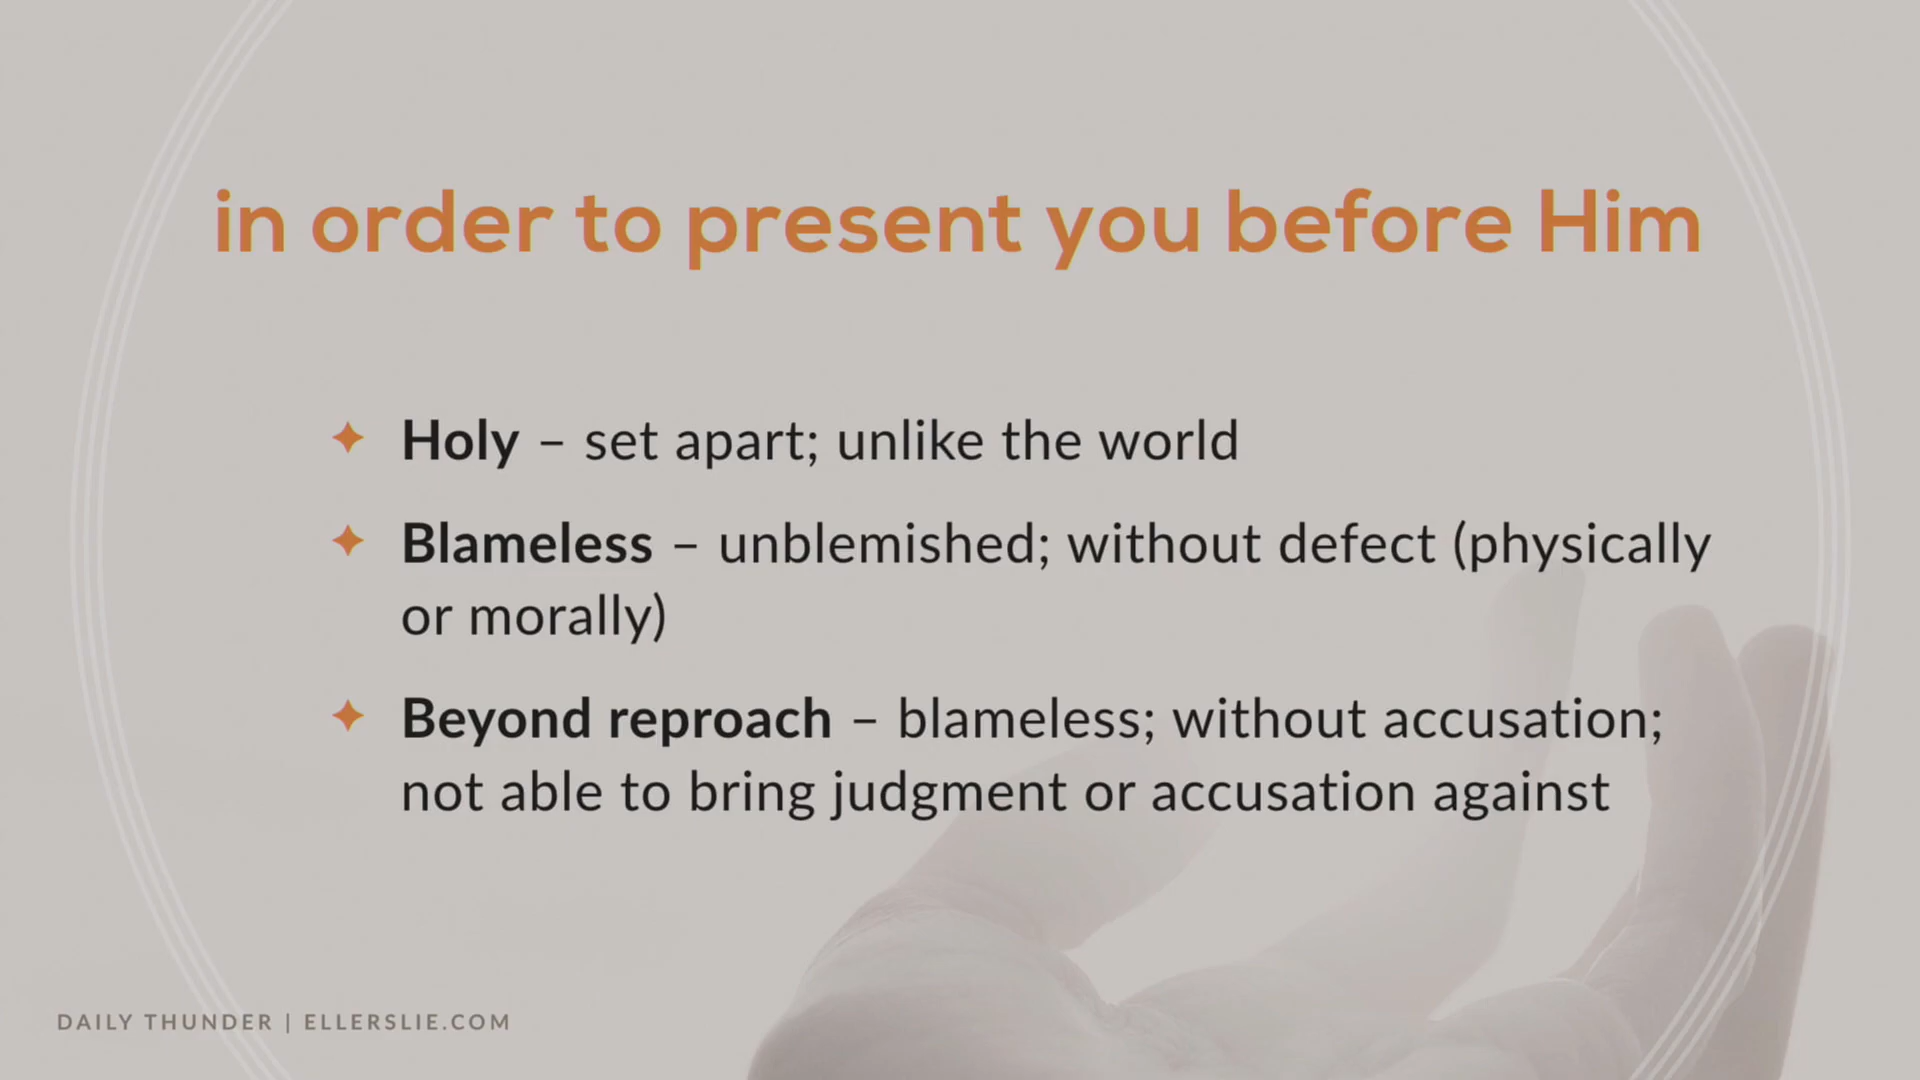 in order to present you before Him
Holy – set apart; unlike the world
Blameless – unblemished; without defect (physically
or morally)
Beyond reproach – blameless; without accusation;
not able to bring judgment or accusation against
DAILY THUNDER | ELLERSLIE.COM